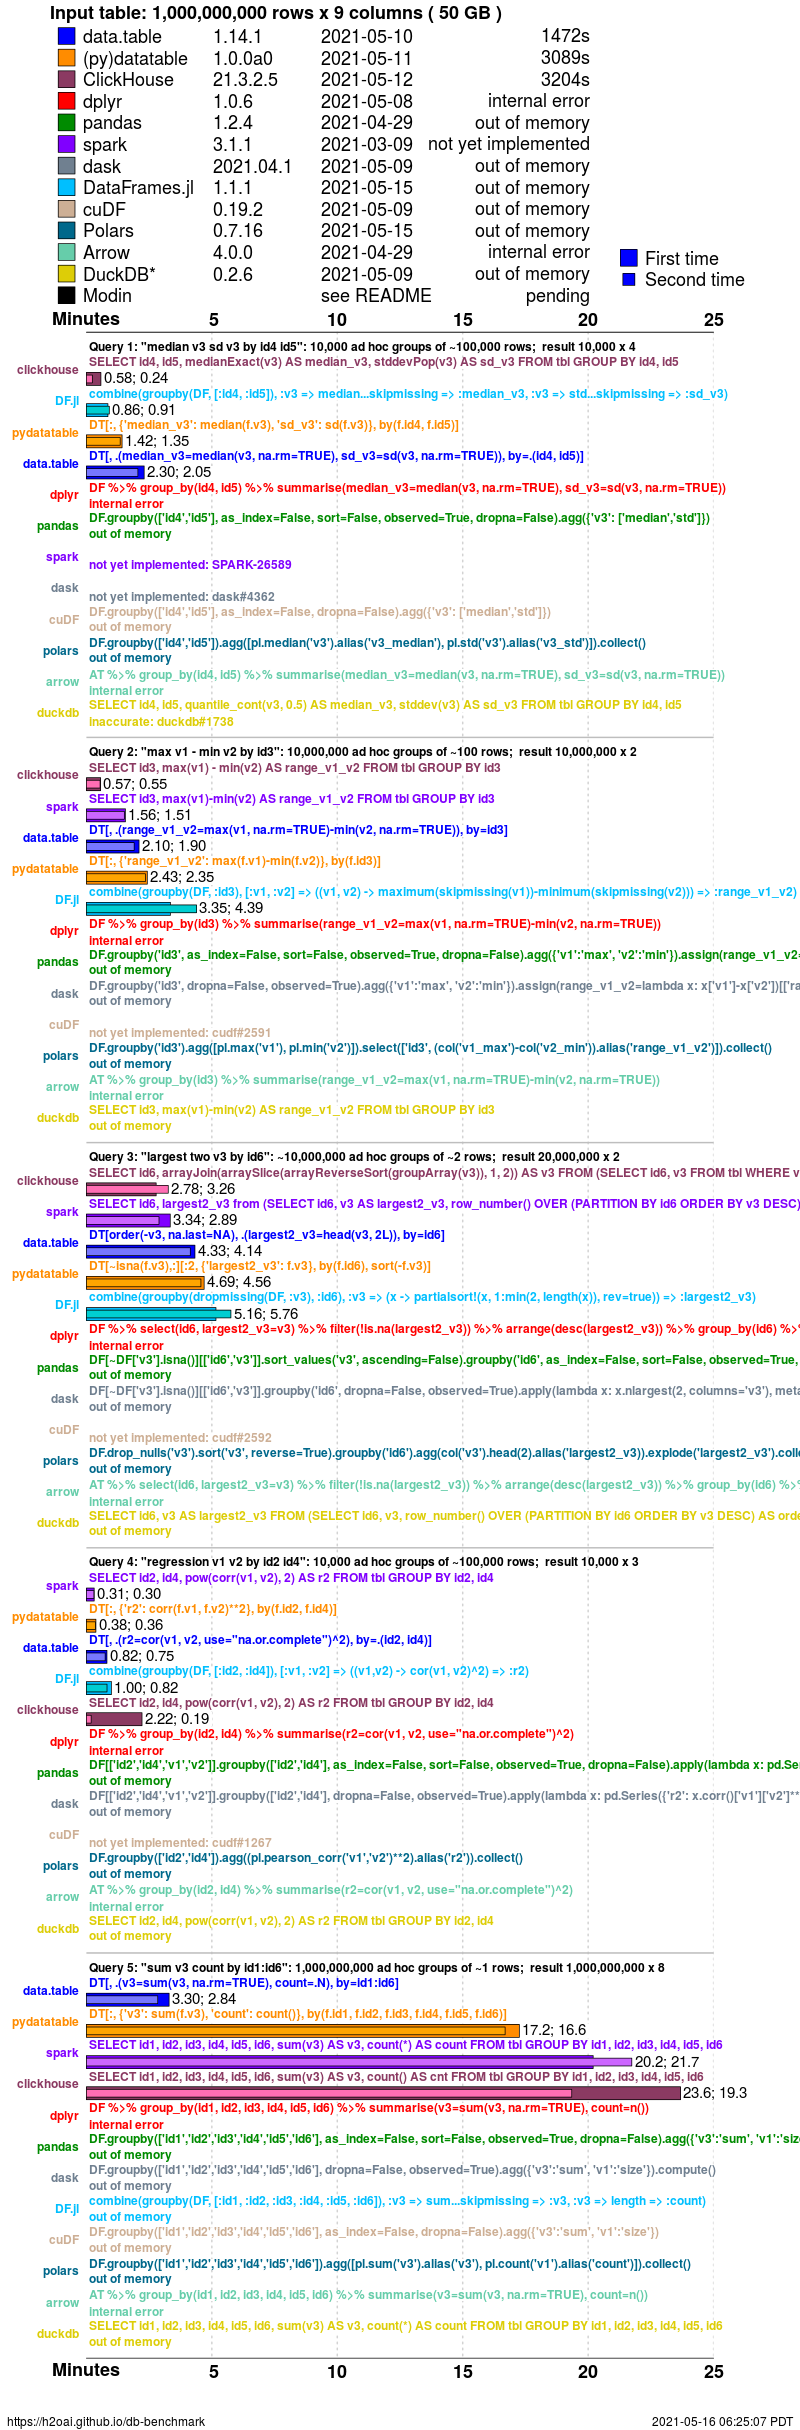 Input table: 1,000,000,000 rows x 9 columns ( 50 GB )
data.table 1.14.1 2021-05-10 1472s
(py)datatable 1.0.0a0 2021-05-11 3089s
ClickHouse 21.3.2.5 2021-05-12 3204s
dplyr 1.0.6 2021-05-08 internal error
pandas 1.2.4 2021-04-29 out of memory
spark 3.1.1 2021-03-09 not yet implemented
dask 2021.04.1 2021-05-09 out of memory
DataFrames.jl 1.1.1 2021-05-15 out of memory
cuDF 0.19.2 2021-05-09 out of memory
Polars 0.7.16 2021-05-15 out of memory
Arrow 4.0.0 2021-04-29 internal error
DuckDB* 0.2.6 2021-05-09 out of memory
Modin see README pending
First time
Second time
Minutes 5 10 15 20 25
Query 1: "median v3 sd v3 by id4 id5": 10,000 ad hoc groups of ~100,000 rows; result 10,000 x 4
clickhouse SELECT id4, id5, medianExact(v3) AS median_v3, stddevPop(v3) AS sd_v3 FROM tbl GROUP BY id4, id5
0.58; 0.24
DF.jl combine(groupby(DF, [:id4, :id5]), :v3 => median...skipmissing => :median_v3, :v3 => std...skipmissing => :sd_v3)
0.86; 0.91
pydatatable DT[:, {'median_v3': median(f.v3), 'sd_v3': sd(f.v3)}, by(f.id4, f.id5)]
1.42; 1.35
data.table DT[, .(median_v3=median(v3, na.rm=TRUE), sd_v3=sd(v3, na.rm=TRUE)), by=.(id4, id5)]
2.30; 2.05
dplyr DF %>% group_by(id4, id5) %>% summarise(median_v3=median(v3, na.rm=TRUE), sd_v3=sd(v3, na.rm=TRUE))
internal error
pandas DF.groupby(['id4','id5'], as_index=False, sort=False, observed=True, dropna=False).agg({'v3': ['median','std']})
out of memory
spark
not yet implemented: SPARK-26589
dask
not yet implemented: dask#4362
cuDF DF.groupby(['id4','id5'], as_index=False, dropna=False).agg({'v3': ['median','std']})
out of memory
polars DF.groupby(['id4','id5']).agg([pl.median('v3').alias('v3_median'), pl.std('v3').alias('v3_std')]).collect()
out of memory
arrow AT %>% group_by(id4, id5) %>% summarise(median_v3=median(v3, na.rm=TRUE), sd_v3=sd(v3, na.rm=TRUE))
internal error
duckdb SELECT id4, id5, quantile_cont(v3, 0.5) AS median_v3, stddev(v3) AS sd_v3 FROM tbl GROUP BY id4, id5
inaccurate: duckdb#1738
Query 2: "max v1 - min v2 by id3": 10,000,000 ad hoc groups of ~100 rows; result 10,000,000 x 2
clickhouse SELECT id3, max(v1) - min(v2) AS range_v1_v2 FROM tbl GROUP BY id3
0.57; 0.55
spark SELECT id3, max(v1)-min(v2) AS range_v1_v2 FROM tbl GROUP BY id3
1.56; 1.51
data.table DT[, .(range_v1_v2=max(v1, na.rm=TRUE)-min(v2, na.rm=TRUE)), by=id3]
2.10; 1.90
pydatatable DT[:, {'range_v1_v2': max(f.v1)-min(f.v2)}, by(f.id3)]
2.43; 2.35
DF.jl combine(groupby(DF, :id3), [:v1, :v2] => ((v1, v2) -> maximum(skipmissing(v1))-minimum(skipmissing(v2))) => :range_v1_v2)
3.35; 4.39
dplyr DF %>% group_by(id3) %>% summarise(range_v1_v2=max(v1, na.rm=TRUE)-min(v2, na.rm=TRUE))
internal error
pandas DF.groupby('id3', as_index=False, sort=False, observed=True, dropna=False).agg({'v1':'max', 'v2':'min'}).assign(range_v1_v2=
out of memory
dask DF.groupby('id3', dropna=False, observed=True).agg({'v1':'max', 'v2':'min'}).assign(range_v1_v2=lambda x: x['v1']-x['v2'])[['ra
out of memory
cuDF
not yet implemented: cudf#2591
polars DF.groupby('id3').agg([pl.max('v1'), pl.min('v2')]).select(['id3', (col('v1_max')-col('v2_min')).alias('range_v1_v2')]).collect()
out of memory
arrow AT %>% group_by(id3) %>% summarise(range_v1_v2=max(v1, na.rm=TRUE)-min(v2, na.rm=TRUE))
internal error
duckdb SELECT id3, max(v1)-min(v2) AS range_v1_v2 FROM tbl GROUP BY id3
out of memory
Query 3: "largest two v3 by id6": ~10,000,000 ad hoc groups of ~2 rows; result 20,000,000 x 2
clickhouse SELECT id6, arrayJoin(arraySlice(arrayReverseSort(groupArray(v3)), 1, 2)) AS v3 FROM (SELECT id6, v3 FROM tbl WHERE v
2.78; 3.26
spark SELECT id6, largest2_v3 from (SELECT id6, v3 AS largest2_v3, row_number() OVER (PARTITION BY id6 ORDER BY v3 DESC)
3.34; 2.89
data.table DT[order(-v3, na.last=NA), .(largest2_v3=head(v3, 2L)), by=id6]
4.33; 4.14
pydatatable DT[~isna(f.v3),:][:2, {'largest2_v3': f.v3}, by(f.id6), sort(-f.v3)]
4.69; 4.56
DF.jl combine(groupby(dropmissing(DF, :v3), :id6), :v3 => (x -> partialsort!(x, 1:min(2, length(x)), rev=true)) => :largest2_v3)
5.16; 5.76
dplyr DF %>% select(id6, largest2_v3=v3) %>% filter(!is.na(largest2_v3)) %>% arrange(desc(largest2_v3)) %>% group_by(id6) %>%
internal error
pandas DF[~DF['v3'].isna()][['id6','v3']].sort_values('v3', ascending=False).groupby('id6', as_index=False, sort=False, observed=True,
out of memory
dask DF[~DF['v3'].isna()][['id6','v3']].groupby('id6', dropna=False, observed=True).apply(lambda x: x.nlargest(2, columns='v3'), meta
out of memory
cuDF
not yet implemented: cudf#2592
polars DF.drop_nulls('v3').sort('v3', reverse=True).groupby('id6').agg(col('v3').head(2).alias('largest2_v3')).explode('largest2_v3').coll
out of memory
arrow AT %>% select(id6, largest2_v3=v3) %>% filter(!is.na(largest2_v3)) %>% arrange(desc(largest2_v3)) %>% group_by(id6) %>%
internal error
duckdb SELECT id6, v3 AS largest2_v3 FROM (SELECT id6, v3, row_number() OVER (PARTITION BY id6 ORDER BY v3 DESC) AS orde
out of memory
Query 4: "regression v1 v2 by id2 id4": 10,000 ad hoc groups of ~100,000 rows; result 10,000 x 3
spark SELECT id2, id4, pow(corr(v1, v2), 2) AS r2 FROM tbl GROUP BY id2, id4
0.31; 0.30
pydatatable DT[:, {'r2': corr(f.v1, f.v2)**2}, by(f.id2, f.id4)]
0.38; 0.36
data.table DT[, .(r2=cor(v1, v2, use="na.or.complete")^2), by=.(id2, id4)]
0.82; 0.75
DF.jl combine(groupby(DF, [:id2, :id4]), [:v1, :v2] => ((v1,v2) -> cor(v1, v2)^2) => :r2)
1.00; 0.82
clickhouse SELECT id2, id4, pow(corr(v1, v2), 2) AS r2 FROM tbl GROUP BY id2, id4
2.22; 0.19
dplyr DF %>% group_by(id2, id4) %>% summarise(r2=cor(v1, v2, use="na.or.complete")^2)
internal error
pandas DF[['id2','id4','v1','v2']].groupby(['id2','id4'], as_index=False, sort=False, observed=True, dropna=False).apply(lambda x: pd.Se
out of memory
dask DF[['id2','id4','v1','v2']].groupby(['id2','id4'], dropna=False, observed=True).apply(lambda x: pd.Series({'r2': x.corr()['v1']['v2']**
out of memory
cuDF
not yet implemented: cudf#1267
polars DF.groupby(['id2','id4']).agg((pl.pearson_corr('v1','v2')**2).alias('r2')).collect()
out of memory
arrow AT %>% group_by(id2, id4) %>% summarise(r2=cor(v1, v2, use="na.or.complete")^2)
internal error
duckdb SELECT id2, id4, pow(corr(v1, v2), 2) AS r2 FROM tbl GROUP BY id2, id4
out of memory
Query 5: "sum v3 count by id1:id6": 1,000,000,000 ad hoc groups of ~1 rows; result 1,000,000,000 x 8
data.table DT[, .(v3=sum(v3, na.rm=TRUE), count=.N), by=id1:id6]
3.30; 2.84
pydatatable DT[:, {'v3': sum(f.v3), 'count': count()}, by(f.id1, f.id2, f.id3, f.id4, f.id5, f.id6)]
17.2; 16.6
spark SELECT id1, id2, id3, id4, id5, id6, sum(v3) AS v3, count(*) AS count FROM tbl GROUP BY id1, id2, id3, id4, id5, id6
20.2; 21.7
clickhouse SELECT id1, id2, id3, id4, id5, id6, sum(v3) AS v3, count() AS cnt FROM tbl GROUP BY id1, id2, id3, id4, id5, id6
23.6; 19.3
dplyr DF %>% group_by(id1, id2, id3, id4, id5, id6) %>% summarise(v3=sum(v3, na.rm=TRUE), count=n())
internal error
pandas DF.groupby(['id1','id2','id3','id4','id5','id6'], as_index=False, sort=False, observed=True, dropna=False).agg({'v3':'sum', 'v1':'size
out of memory
dask DF.groupby(['id1','id2','id3','id4','id5','id6'], dropna=False, observed=True).agg({'v3':'sum', 'v1':'size'}).compute()
out of memory
DF.jl combine(groupby(DF, [:id1, :id2, :id3, :id4, :id5, :id6]), :v3 => sum...skipmissing => :v3, :v3 => length => :count)
out of memory
cuDF DF.groupby(['id1','id2','id3','id4','id5','id6'], as_index=False, dropna=False).agg({'v3':'sum', 'v1':'size'})
out of memory
polars DF.groupby(['id1','id2','id3','id4','id5','id6']).agg([pl.sum('v3').alias('v3'), pl.count('v1').alias('count')]).collect()
out of memory
arrow AT %>% group_by(id1, id2, id3, id4, id5, id6) %>% summarise(v3=sum(v3, na.rm=TRUE), count=n())
internal error
duckdb SELECT id1, id2, id3, id4, id5, id6, sum(v3) AS v3, count(*) AS count FROM tbl GROUP BY id1, id2, id3, id4, id5, id6
out of memory
Minutes 5 10 15 20 25
https://h2oai.github.io/db-benchmark 2021-05-16 06:25:07 PDT